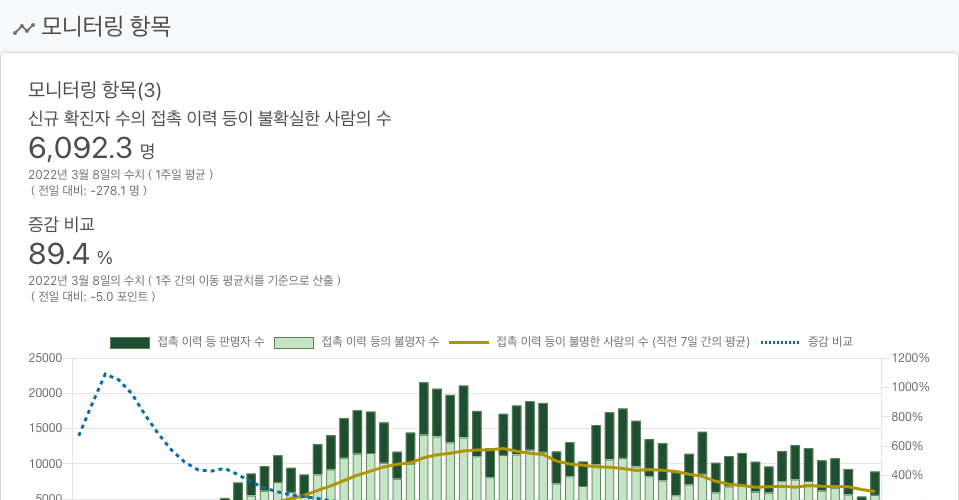 모니터링 항목
모니터링 항목(3)
신규 확진자 수의 접촉 이력 등이 불확실한 사람의 수
6,092.3 명
2022년 3월 8일의 수치 ( 1주일 평균 )
( 전일 대비: -278.1 명 )
증감 비교
89.4 %
2022년 3월 8일의 수치 ( 1주 간의 이동 평균치를 기준으로 산출 )
( 전일 대비: -5.0 포인트 )
접촉 이력 등 판명자 수 접촉 이력 등의 불명자 수 접촉 이력 등이 불명한 사람의 수 (직전 7일 간의 평균) 증감 비교
25000 1200%
20000 1000%
15000 800%
10000 600%
5000 400%